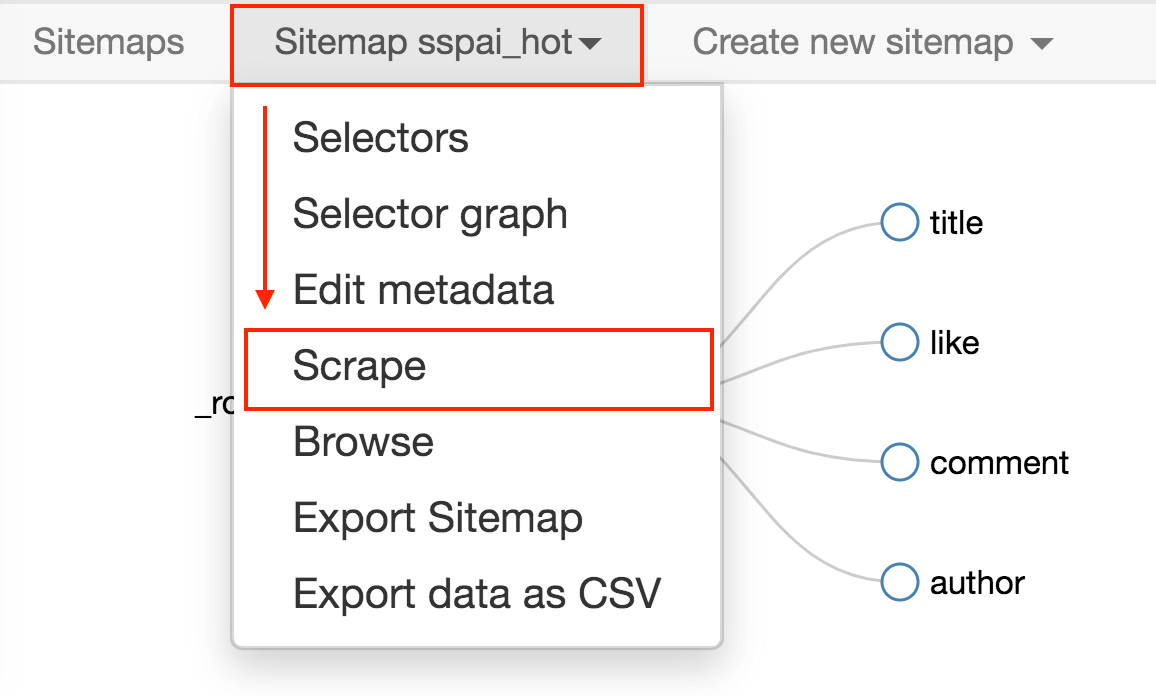 Sitemaps
Sitemap sspai_hot
Create new sitemap
Selectors
Selector graph
Edit metadata
Scrape
Browse
Export Sitemap
Export data as CSV
title
like
comment
author